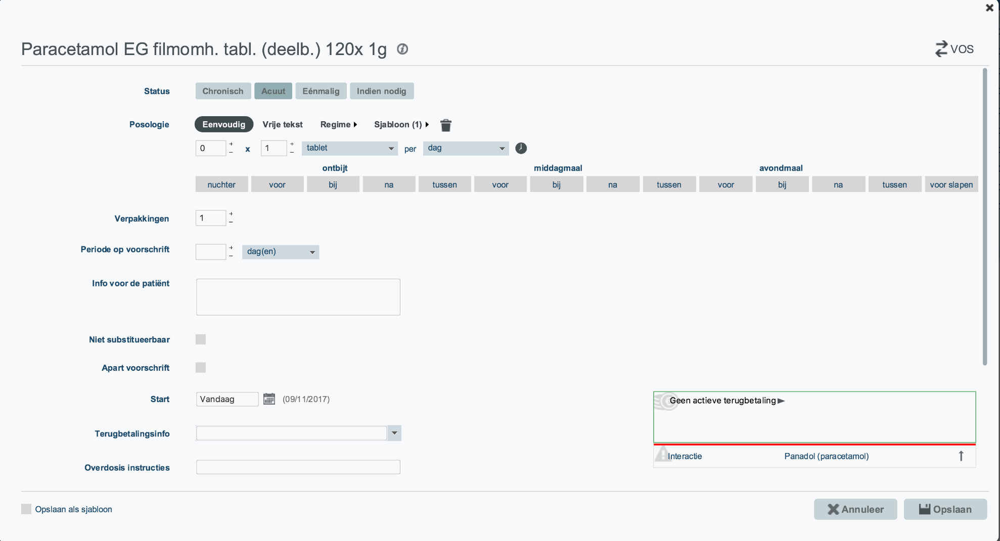 Paracetamol EG filmomh. tabl. (deelb.) 120x 1g
VOS
Status Chronisch Acuut Eénmalig Indien nodig
Posologie Eenvoudig Vrije tekst Regime Sjabloon (1)
0 + − x 1 + − tablet per dag
ontbijt middagmaal avondmaal
nuchter voor bij na tussen voor bij na tussen voor bij na tussen voor slapen
Verpakkingen 1 + −
Periode op voorschrift + − dag(en)
Info voor de patiënt
Niet substitueerbaar
Apart voorschrift
Start Vandaag (09/11/2017)
Geen actieve terugbetaling
Terugbetalingsinfo
Interactie Panadol (paracetamol)
Overdosis instructies
Opslaan als sjabloon
Annuleer Opslaan